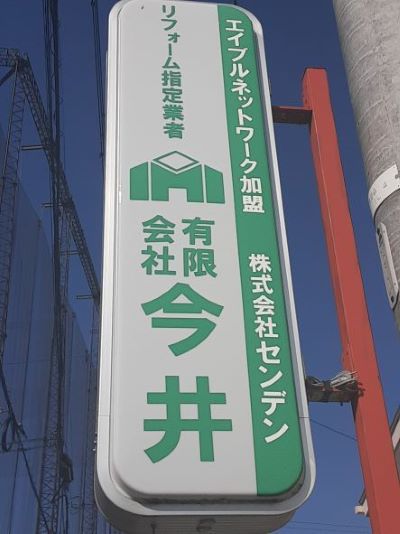 エイブルネットワーク加盟 株式会社センデン
リフォーム指定業者
有限会社
今井